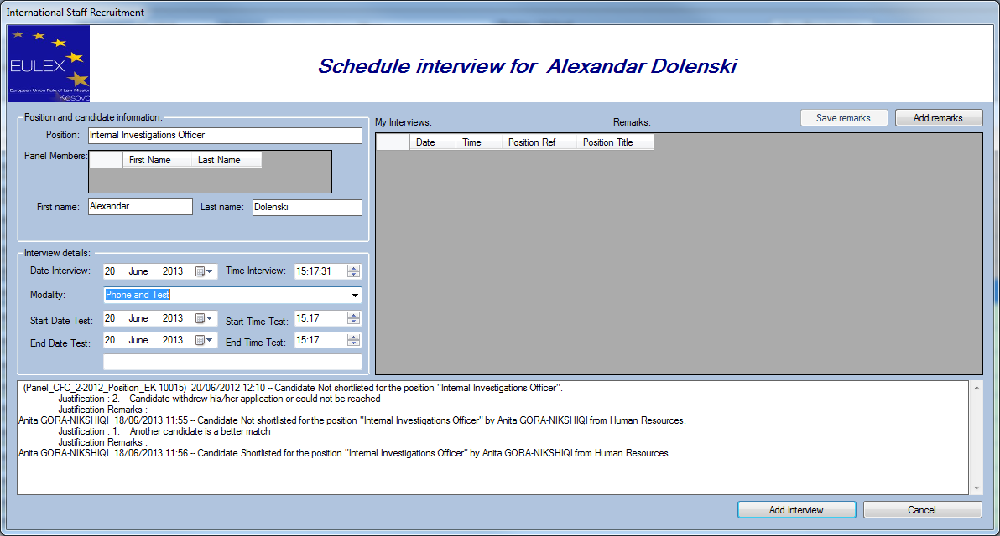 International Staff Recruitment
EULEX
European Union Rule of Law Mission
Kosovo
Schedule interview for Alexandar Dolenski
Position and candidate information:
Position: Internal Investigations Officer
Panel Members: First Name Last Name
First name: Alexandar Last name: Dolenski
My Interviews: Remarks: Save remarks Add remarks
Date Time Position Ref Position Title
Interview details:
Date Interview: 20 June 2013 Time Interview: 15:17:31
Modality: Phone and Test
Start Date Test: 20 June 2013 Start Time Test: 15:17
End Date Test: 20 June 2013 End Time Test: 15:17
(Panel_CFC_2-2012_Position_EK 10015) 20/06/2012 12:10 -- Candidate Not shortlisted for the position "Internal Investigations Officer".
Justification : 2. Candidate withdrew his/her application or could not be reached
Justification Remarks :
Anita GORA-NIKSHIQI 18/06/2013 11:55 -- Candidate Not shortlisted for the position "Internal Investigations Officer" by Anita GORA-NIKSHIQI from Human Resources.
Justification : 1. Another candidate is a better match
Justification Remarks :
Anita GORA-NIKSHIQI 18/06/2013 11:56 -- Candidate Shortlisted for the position "Internal Investigations Officer" by Anita GORA-NIKSHIQI from Human Resources.
Add Interview Cancel